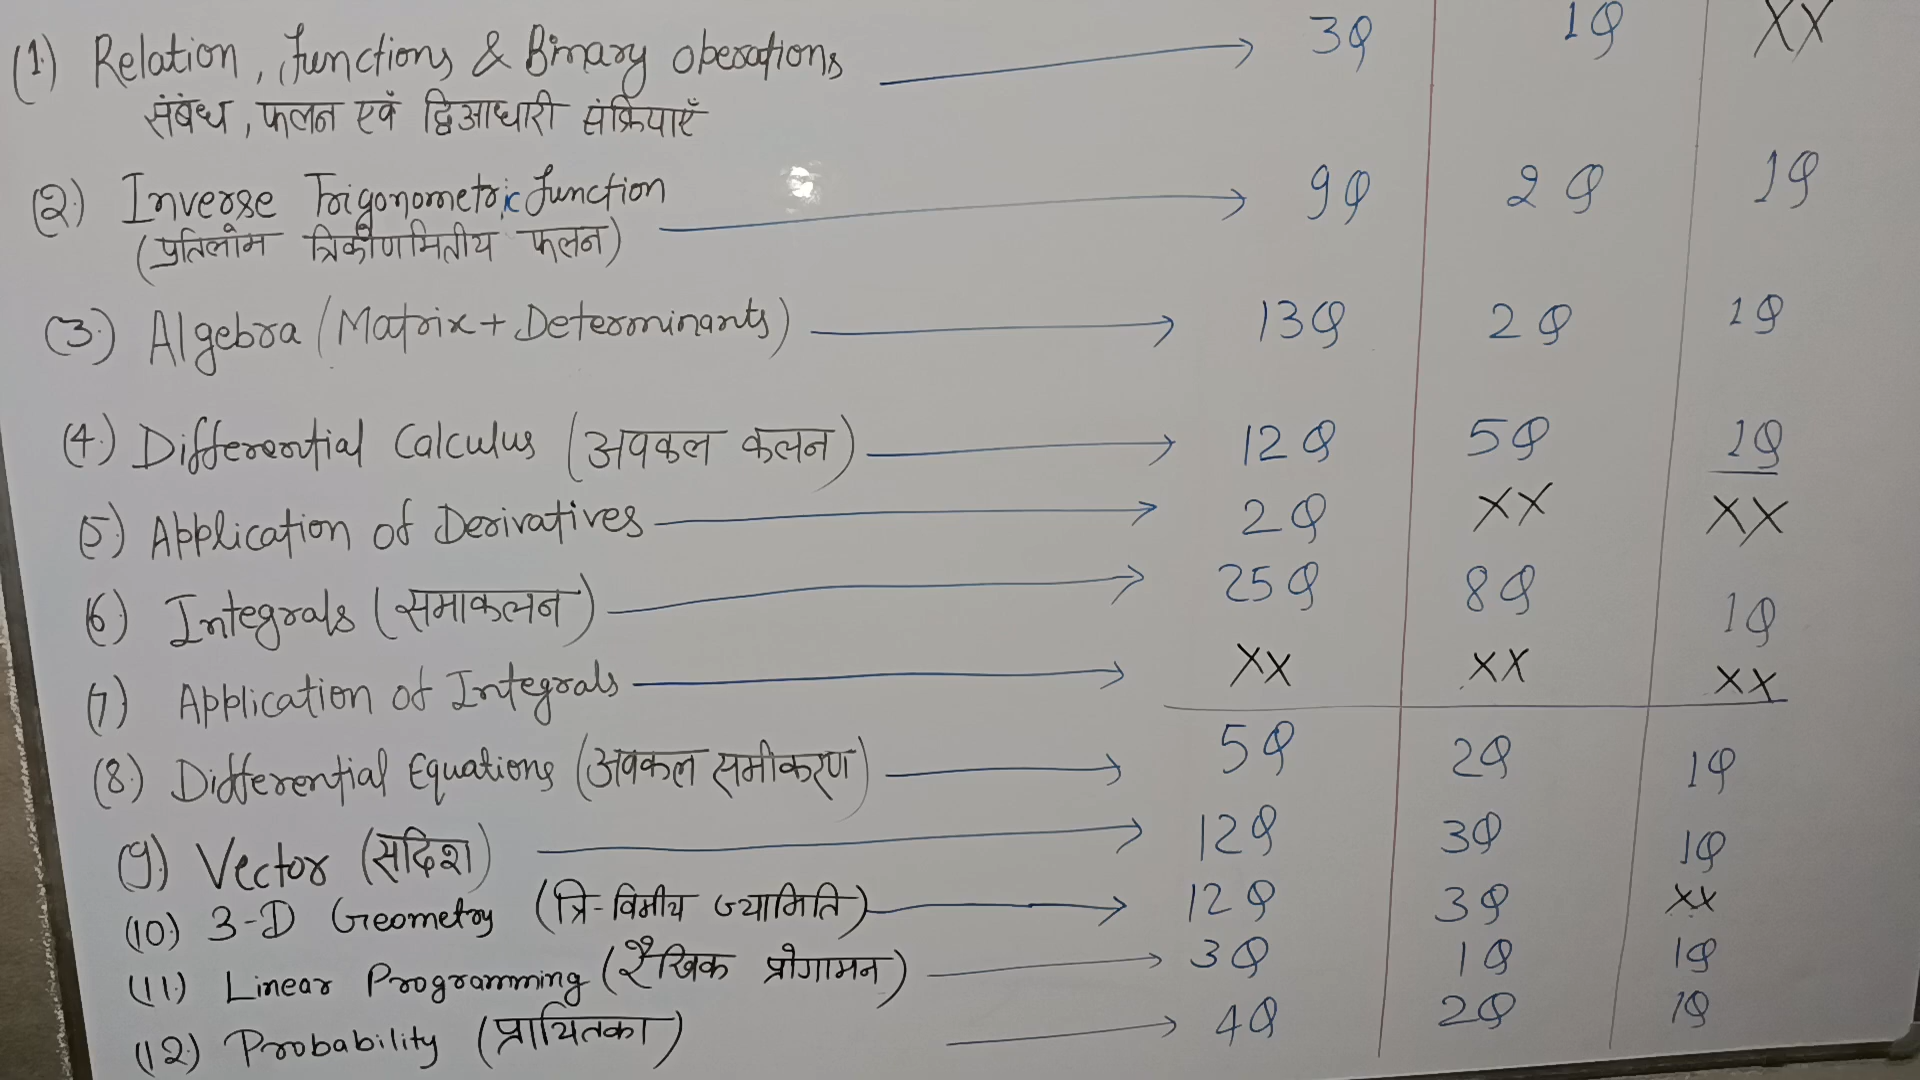 (1) Relation, functions & Binary operations → 3Q 1Q XX
संबंध, फलन एवं द्विआधारी संक्रियाएँ
(2) Inverse Trigonometric function → 9Q 2Q 1Q
(प्रतिलोम त्रिकोणमितीय फलन)
(3) Algebra (Matrix + Determinants) → 13Q 2Q 1Q
(4) Differential Calculus (अवकल कलन) → 12Q 5Q 1Q
(5) Application of Derivatives → 2Q XX XX
(6) Integrals (समाकलन) → 25Q 8Q 1Q
(7) Application of Integrals → XX XX XX
(8) Differential Equations (अवकल समीकरण) → 5Q 2Q 1Q
(9) Vector (सदिश) → 12Q 3Q 1Q
(10) 3-D Geometry (त्रि-विमीय ज्यामिति) → 12Q 3Q XX
(11) Linear Programming (रैखिक प्रोगामन) → 3Q 1Q 1Q
(12) Probability (प्रायितका) → 4Q 2Q 1Q